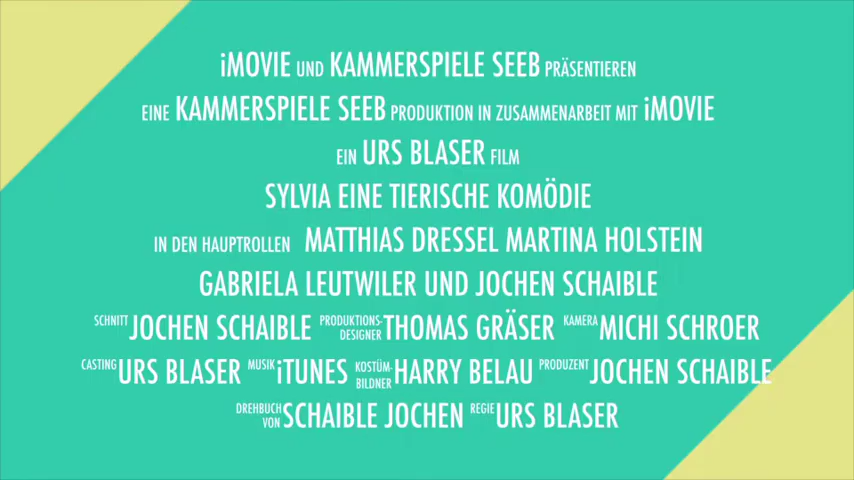 iMOVIE UND KAMMERSPIELE SEEB PRÄSENTIEREN
EINE KAMMERSPIELE SEEB PRODUKTION IN ZUSAMMENARBEIT MIT iMOVIE
EIN URS BLASER FILM
SYLVIA EINE TIERISCHE KOMÖDIE
IN DEN HAUPTROLLEN MATTHIAS DRESSEL MARTINA HOLSTEIN
GABRIELA LEUTWILER UND JOCHEN SCHAIBLE
SCHNITT JOCHEN SCHAIBLE PRODUKTIONS-DESIGNER THOMAS GRÄSER KAMERA MICHI SCHROER
CASTING URS BLASER MUSIK iTUNES KOSTÜM-BILDNER HARRY BELAU PRODUZENT JOCHEN SCHAIBLE
DREHBUCH VON SCHAIBLE JOCHEN REGIE URS BLASER